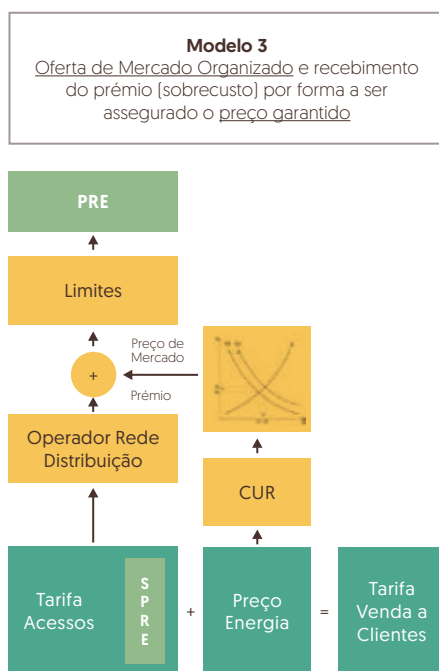 Modelo 3
Oferta de Mercado Organizado e recebimento
do prémio (sobrecusto) por forma a ser
assegurado o preço garantido
PRE
Limites
Preço de
Mercado
+
Prémio
Operador Rede
Distribuição
CUR
Tarifa
Acessos
S
P
R
E
+
Preço
Energia
=
Tarifa
Venda a
Clientes